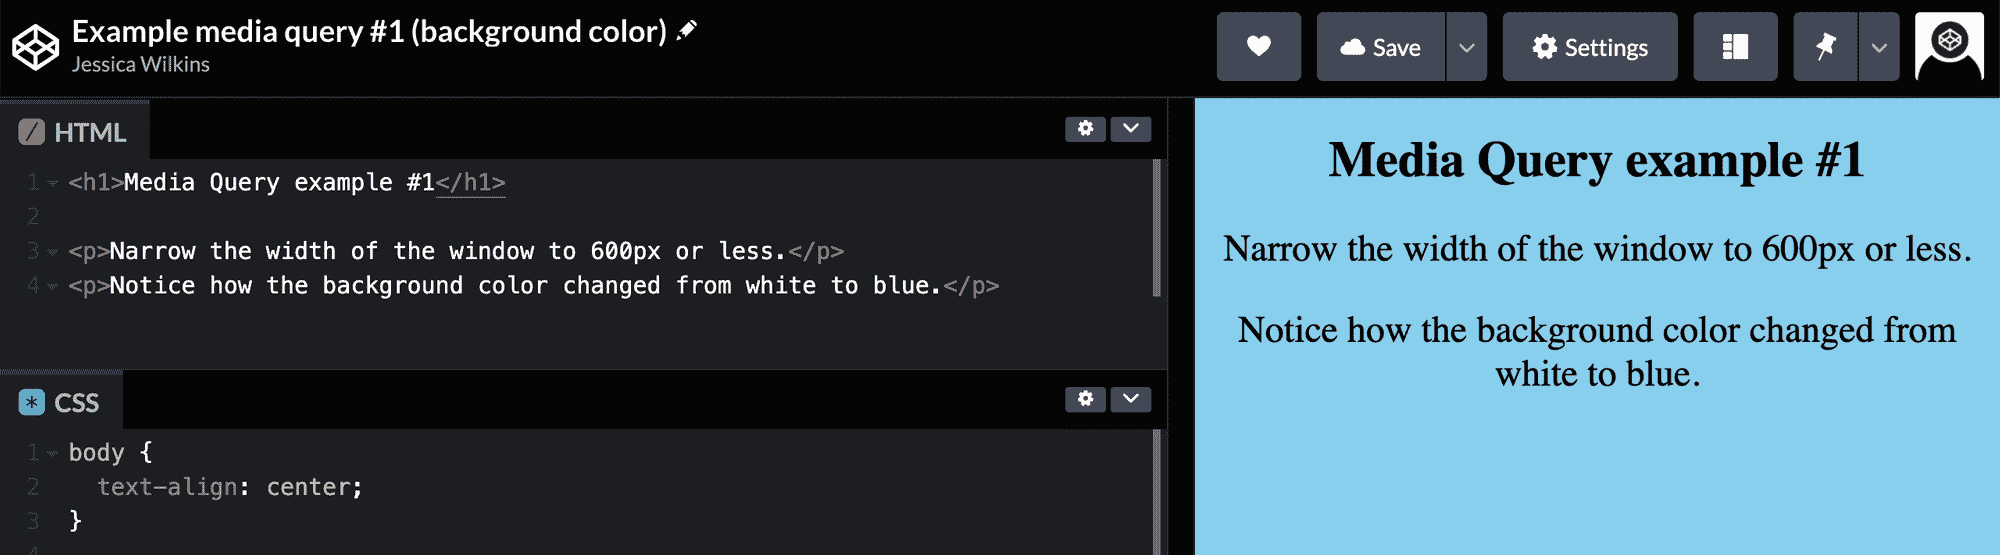 Example media query #1 (background color)
Jessica Wilkins
Save
Settings
HTML
1 <h1>Media Query example #1</h1>
2
3 <p>Narrow the width of the window to 600px or less.</p>
4 <p>Notice how the background color changed from white to blue.</p>
CSS
1 body {
2 text-align: center;
3 }
4
Media Query example #1
Narrow the width of the window to 600px or less.
Notice how the background color changed from
white to blue.